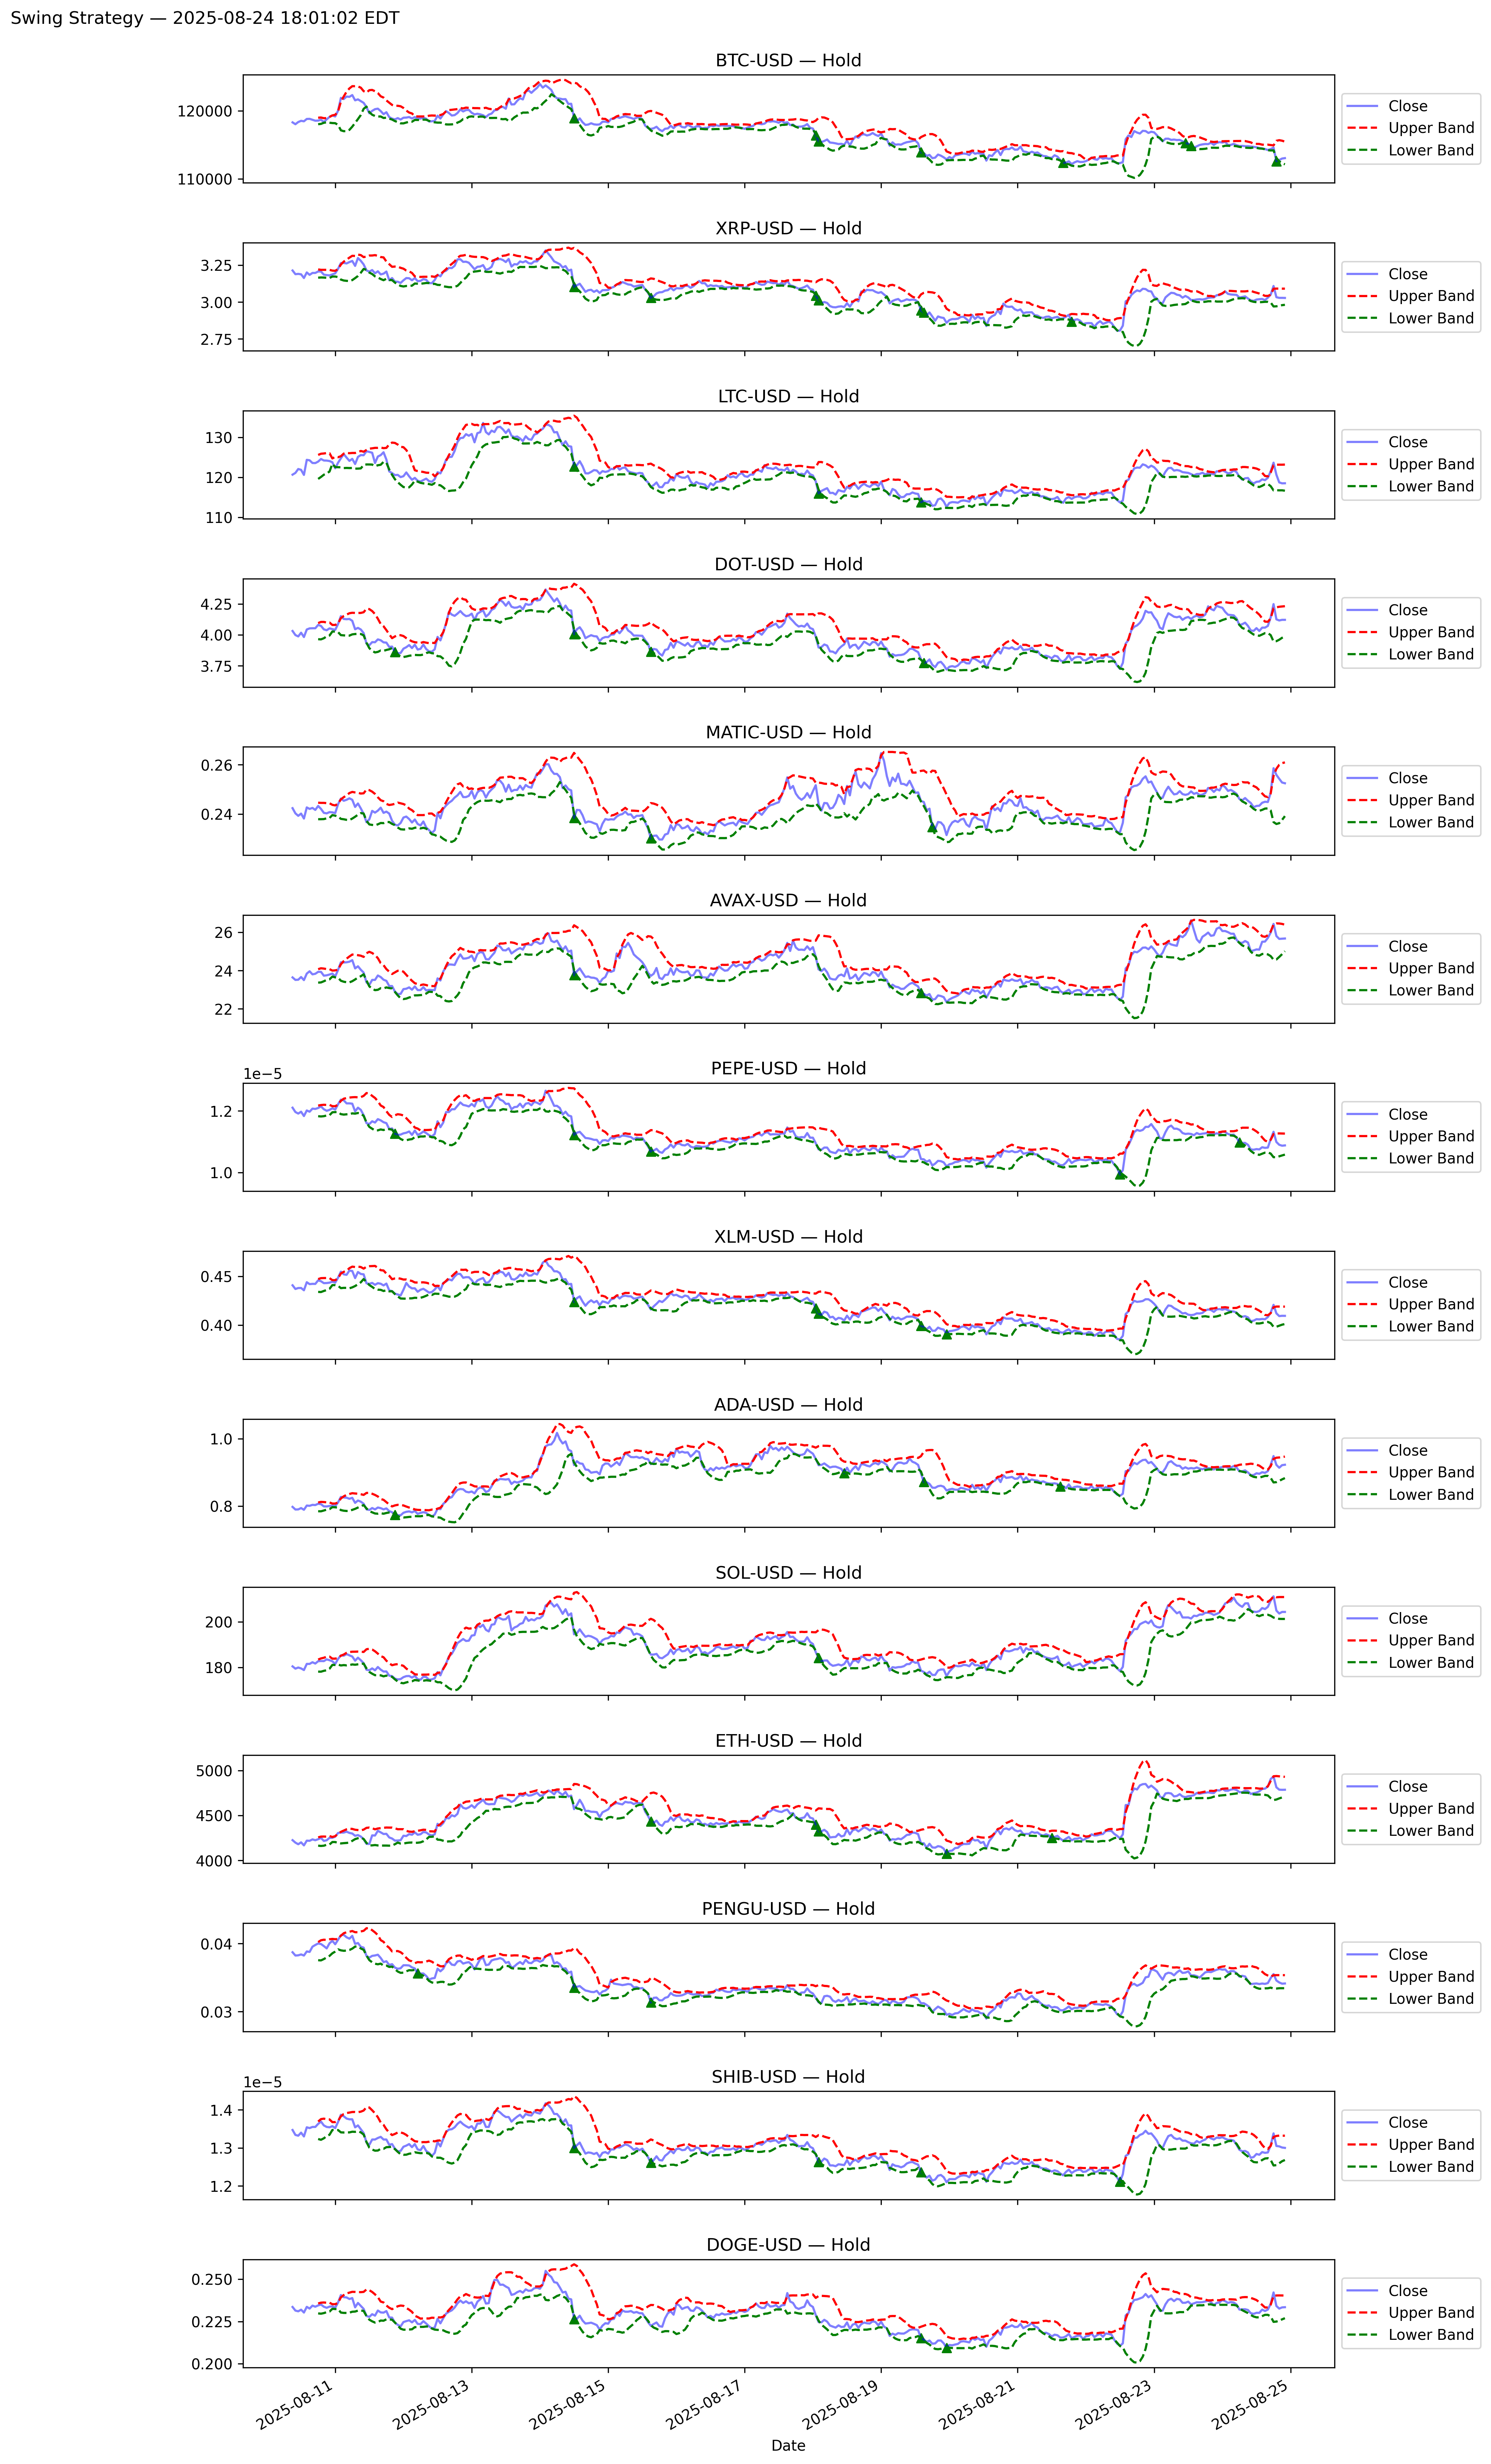 Swing Strategy — 2025-08-24 18:01:02 EDT
BTC-USD — Hold
120000
110000
Close
Upper Band
Lower Band
XRP-USD — Hold
3.25
3.00
2.75
Close
Upper Band
Lower Band
LTC-USD — Hold
130
120
110
Close
Upper Band
Lower Band
DOT-USD — Hold
4.25
4.00
3.75
Close
Upper Band
Lower Band
MATIC-USD — Hold
0.26
0.24
Close
Upper Band
Lower Band
AVAX-USD — Hold
26
24
22
Close
Upper Band
Lower Band
PEPE-USD — Hold
1e−5
1.2
1.0
Close
Upper Band
Lower Band
XLM-USD — Hold
0.45
0.40
Close
Upper Band
Lower Band
ADA-USD — Hold
1.0
0.8
Close
Upper Band
Lower Band
SOL-USD — Hold
200
180
Close
Upper Band
Lower Band
ETH-USD — Hold
5000
4500
4000
Close
Upper Band
Lower Band
PENGU-USD — Hold
0.04
0.03
Close
Upper Band
Lower Band
SHIB-USD — Hold
1e−5
1.4
1.3
1.2
Close
Upper Band
Lower Band
DOGE-USD — Hold
0.250
0.225
0.200
Close
Upper Band
Lower Band
2025-08-11
2025-08-13
2025-08-15
2025-08-17
2025-08-19
2025-08-21
2025-08-23
2025-08-25
Date